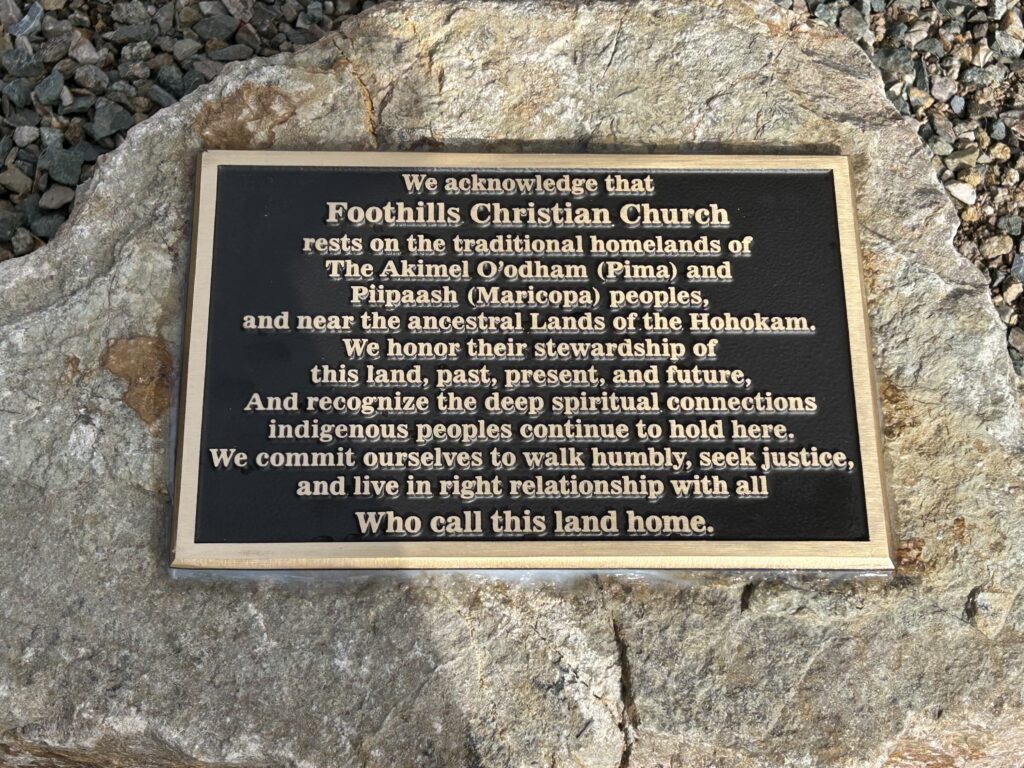 We acknowledge that
Foothills Christian Church
rests on the traditional homelands of
The Akimel O'odham (Pima) and
Piipaash (Maricopa) peoples,
and near the ancestral Lands of the Hohokam.
We honor their stewardship of
this land, past, present, and future,
And recognize the deep spiritual connections
indigenous peoples continue to hold here.
We commit ourselves to walk humbly, seek justice,
and live in right relationship with all
Who call this land home.